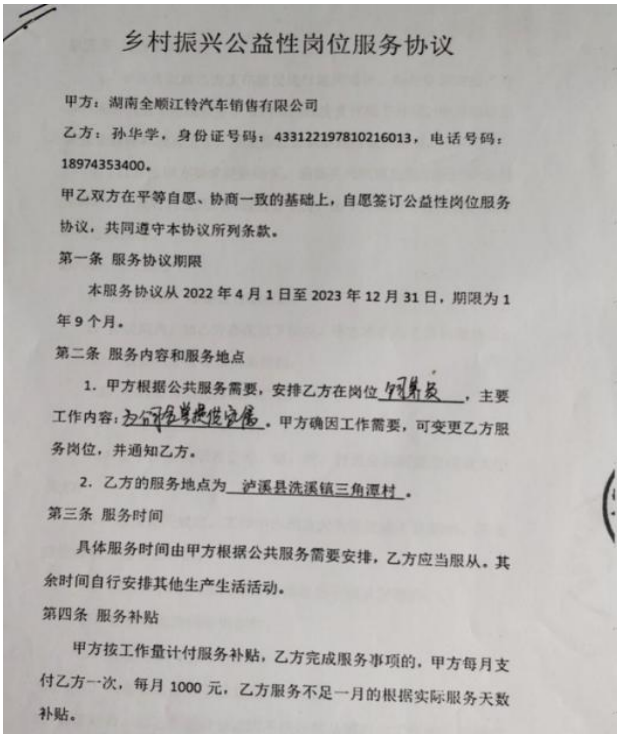 乡村振兴公益性岗位服务协议
甲方：湖南全顺江铃汽车销售有限公司
乙方：孙华学，身份证号码：433122197810216013，电话号码：
18974353400。
甲乙双方在平等自愿、协商一致的基础上，自愿签订公益性岗位服务
协议，共同遵守本协议所列条款。
第一条 服务协议期限
本服务协议从 2022 年 4 月 1 日至 2023 年 12 月 31 日，期限为 1
年 9 个月。
第二条 服务内容和服务地点
1．甲方根据公共服务需要，安排乙方在岗位，主要
工作内容：。甲方确因工作需要，可变更乙方服
务岗位，并通知乙方。
2．乙方的服务地点为 泸溪县洗溪镇三角潭村 。
第三条 服务时间
具体服务时间由甲方根据公共服务需要安排，乙方应当服从。其
余时间自行安排其他生产生活活动。
第四条 服务补贴
甲方按工作量计付服务补贴，乙方完成服务事项的，甲方每月支
付乙方一次，每月 1000 元，乙方服务不足一月的根据实际服务天数
补贴。